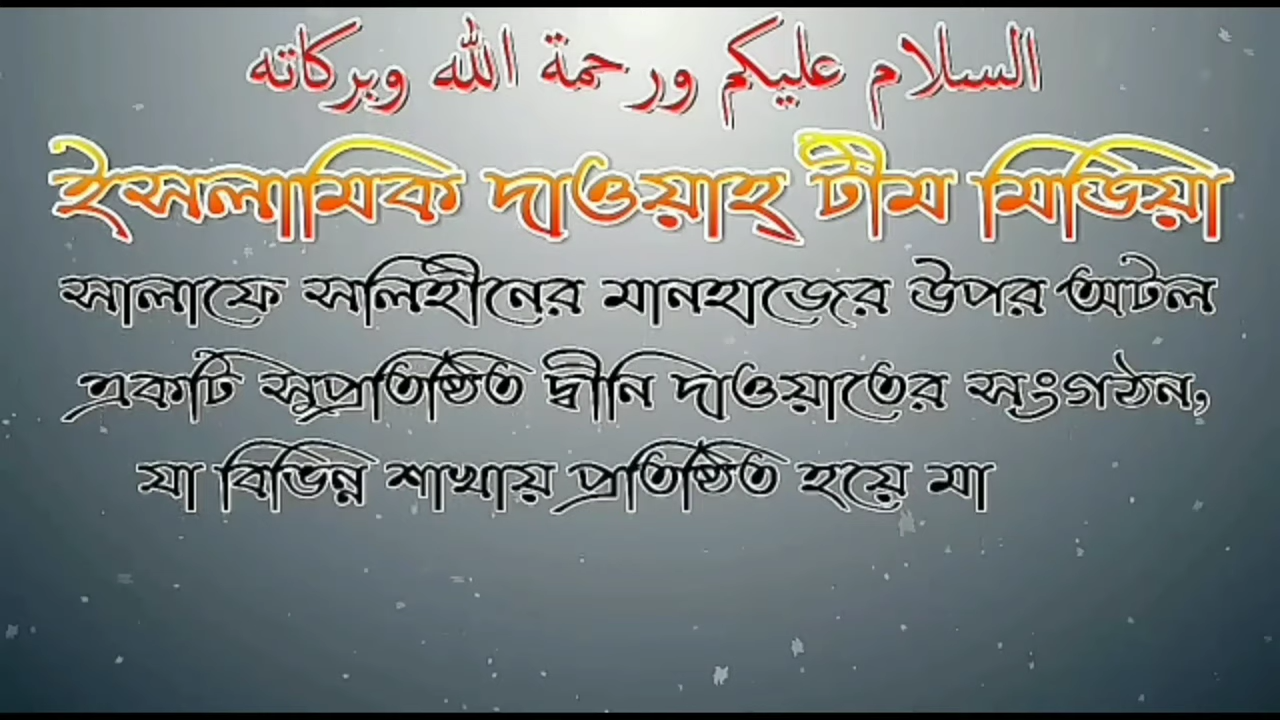 السلام عليكم ورحمة الله وبركاته
ইসলামিক দাওয়াহ্ টীম মিডিয়া
সালাফে সলিহীনের মানহাজের উপর অটল
একটি সুপ্রতিষ্ঠিত দ্বীনি দাওয়াতের সংগঠন,
যা বিভিন্ন শাখায় প্রতিষ্ঠিত হয়ে মা